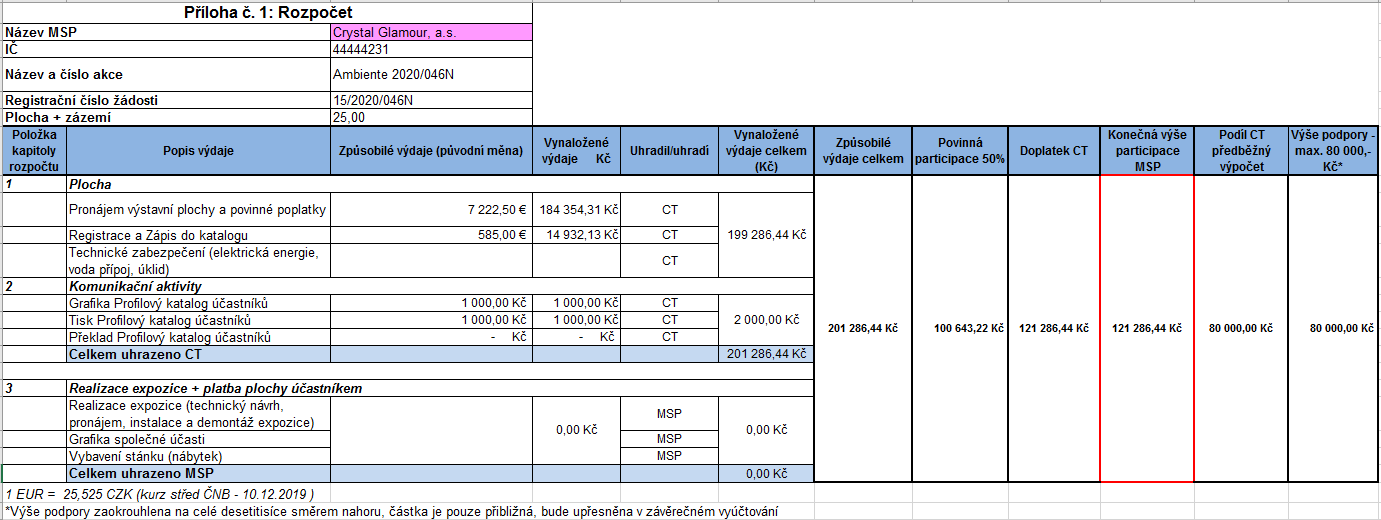 Příloha č. 1: Rozpočet
Název MSP Crystal Glamour, a.s.
IČ 44444231
Název a číslo akce Ambiente 2020/046N
Registrační číslo žádosti 15/2020/046N
Plocha + zázemí 25,00
Položka kapitoly rozpočtu Popis výdaje Způsobilé výdaje (původní měna) Vynaložené výdaje Kč Uhradil/uhradí Vynaložené výdaje celkem (Kč) Způsobilé výdaje celkem Povinná participace 50% Doplatek CT Konečná výše participace MSP Podíl CT předběžný výpočet Výše podpory - max. 80 000,- Kč*
1 Plocha
Pronájem výstavní plochy a povinné poplatky 7 222,50 € 184 354,31 Kč CT
Registrace a Zápis do katalogu 585,00 € 14 932,13 Kč CT 199 286,44 Kč
Technické zabezpečení (elektrická energie, voda přípoj, úklid) CT
2 Komunikační aktivity
Grafika Profilový katalog účastníků 1 000,00 Kč 1 000,00 Kč CT
Tisk Profilový katalog účastníků 1 000,00 Kč 1 000,00 Kč CT 2 000,00 Kč
201 286,44 Kč 100 643,22 Kč 121 286,44 Kč 121 286,44 Kč 80 000,00 Kč 80 000,00 Kč
Překlad Profilový katalog účastníků - Kč - Kč CT
Celkem uhrazeno CT 201 286,44 Kč
3 Realizace expozice + platba plochy účastníkem
Realizace expozice (technický návrh, pronájem, instalace a demontáž expozice) MSP
0,00 Kč 0,00 Kč
Grafika společné účasti MSP
Vybavení stánku (nábytek) MSP
Celkem uhrazeno MSP 0,00 Kč
1 EUR = 25,525 CZK (kurz střed ČNB - 10.12.2019 )
*Výše podpory zaokrouhlena na celé desetitisíce směrem nahoru, částka je pouze přibližná, bude upřesněna v závěrečném vyúčtování